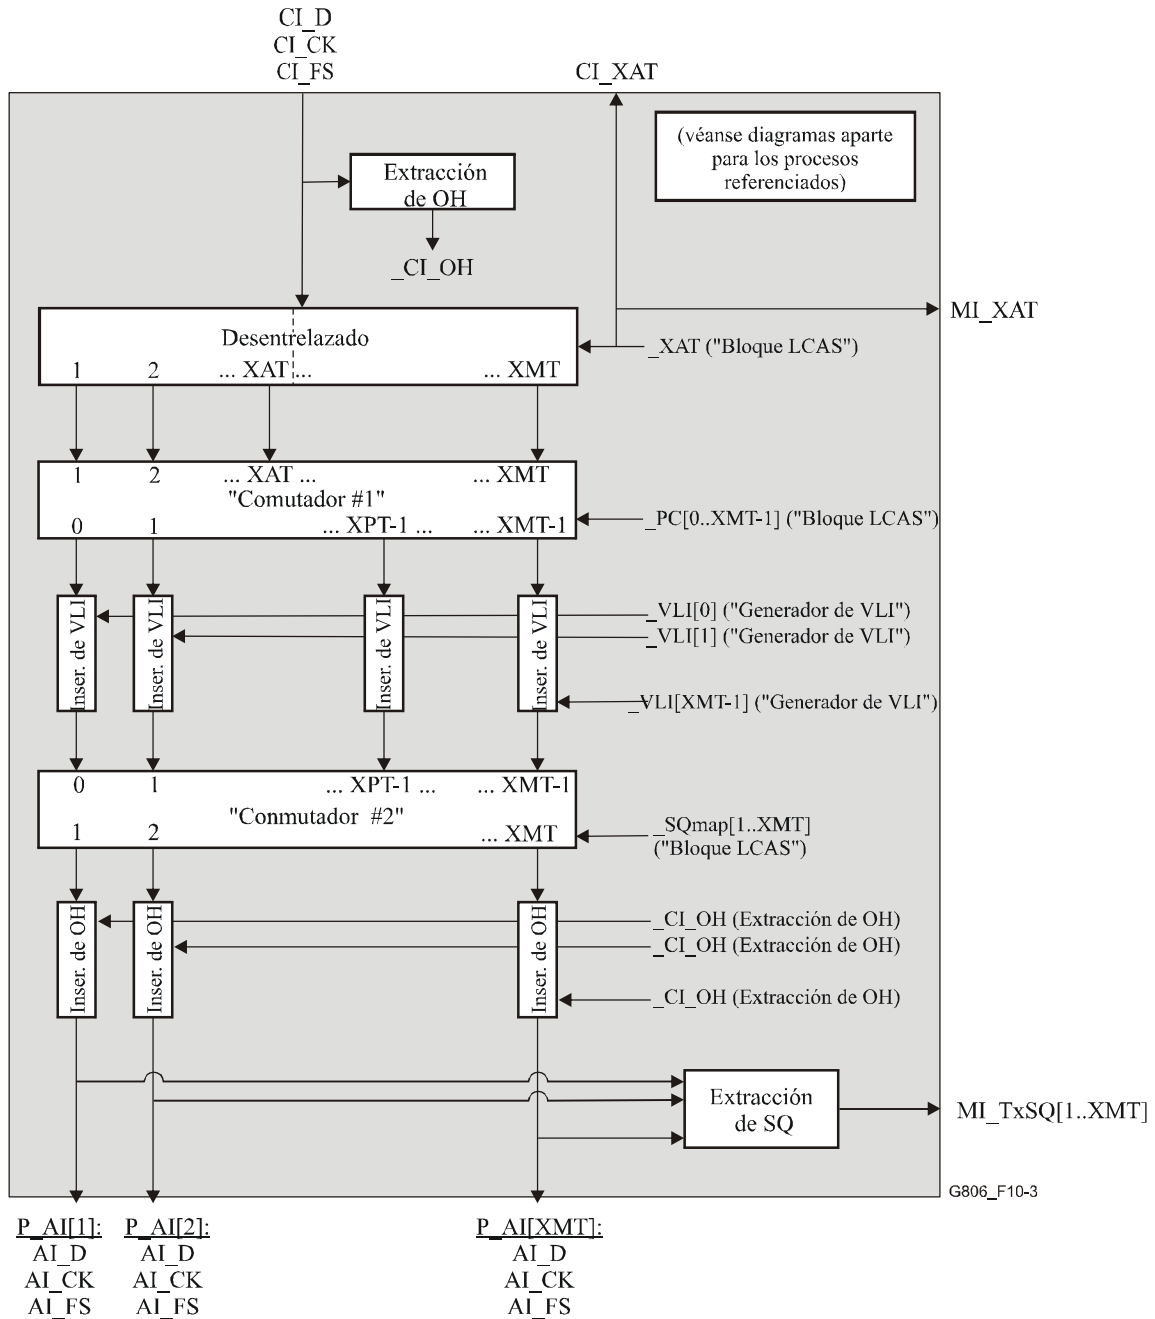 CI_D
CI_CK
CI_FS
CI_XAT
(véanse diagramas aparte
para los procesos
referenciados)
Extracción
de OH
_CI_OH
MI_XAT
Desentrelazado
_XAT ("Bloque LCAS")
1 2 ... XAT ... ... XMT
1 2 ... XAT ... ... XMT
"Comutador #1"
_PC[0..XMT-1] ("Bloque LCAS")
0 1 ... XPT-1 ... ... XMT-1
Inser. de VLI
Inser. de VLI
Inser. de VLI
Inser. de VLI
_VLI[0] ("Generador de VLI")
_VLI[1] ("Generador de VLI")
_VLI[XMT-1] ("Generador de VLI")
0 1 ... XPT-1 ... ... XMT-1
"Conmutador #2"
1 2 ... XMT
_SQmap[1..XMT]
("Bloque LCAS")
Inser. de OH
Inser. de OH
Inser. de OH
_CI_OH (Extracción de OH)
_CI_OH (Extracción de OH)
_CI_OH (Extracción de OH)
Extracción
de SQ
MI_TxSQ[1..XMT]
G806_F10-3
P_AI[1]:
AI_D
AI_CK
AI_FS
P_AI[2]:
AI_D
AI_CK
AI_FS
P_AI[XMT]:
AI_D
AI_CK
AI_FS